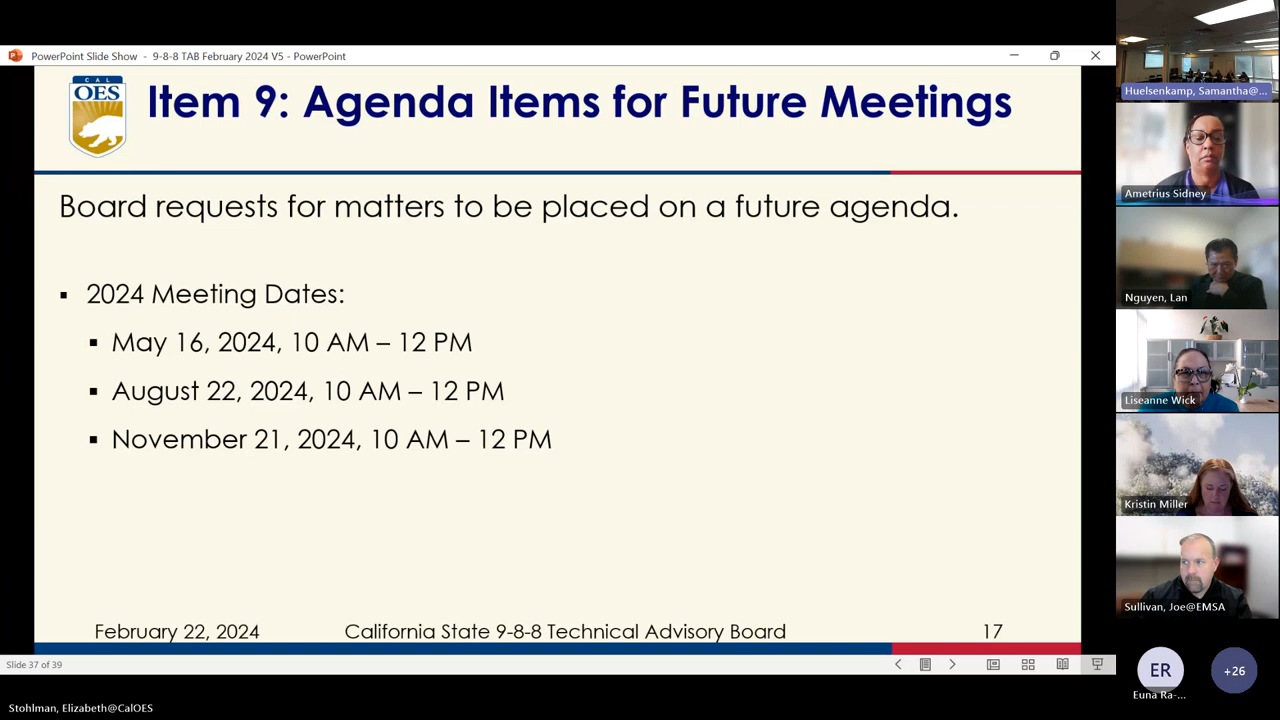 PowerPoint Slide Show - 9-8-8 TAB February 2024 V5 - PowerPoint
CAL
OES
Item 9: Agenda Items for Future Meetings
Board requests for matters to be placed on a future agenda.
▪ 2024 Meeting Dates:
▪ May 16, 2024, 10 AM – 12 PM
▪ August 22, 2024, 10 AM – 12 PM
▪ November 21, 2024, 10 AM – 12 PM
February 22, 2024 California State 9-8-8 Technical Advisory Board 17
Slide 37 of 39
Stohlman, Elizabeth@CalOES
Huelsenkamp, Samantha@...
Ametrius Sidney
Nguyen, Lan
Liseanne Wick
Kristin Miller
Sullivan, Joe@EMSA
ER
+26
Euna Ra-...